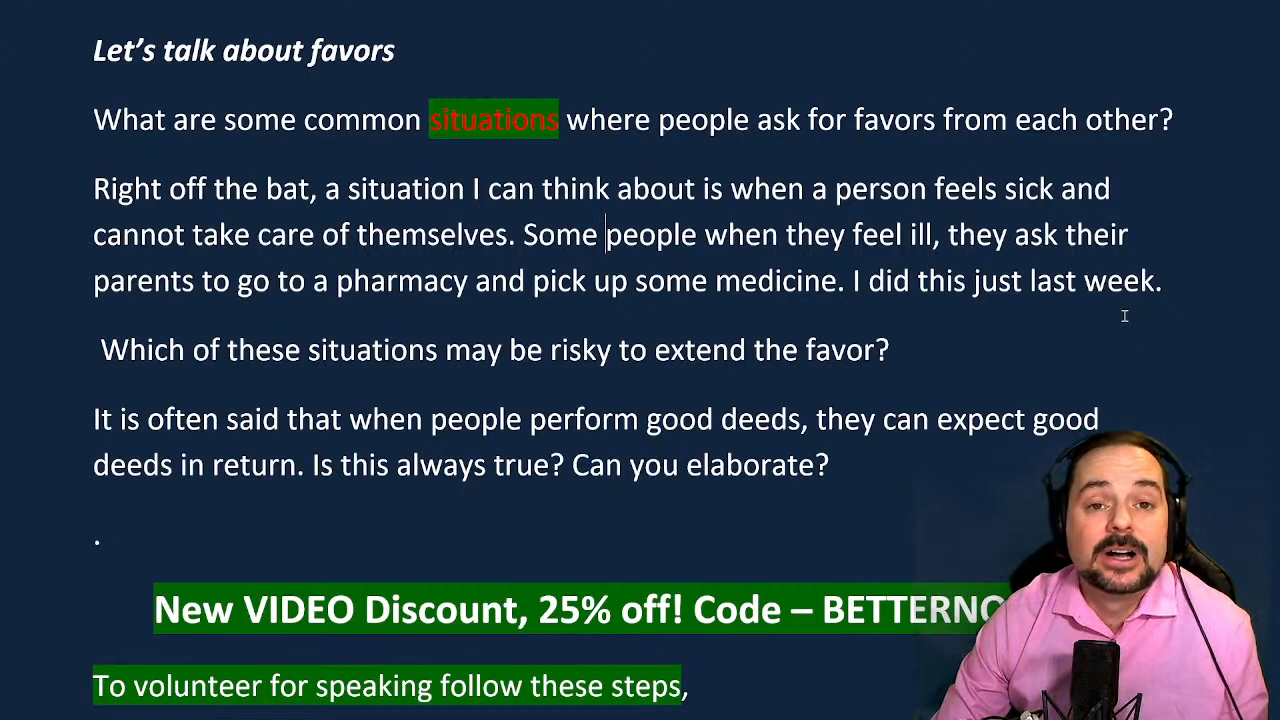 Let's talk about favors
What are some common situations where people ask for favors from each other?
Right off the bat, a situation I can think about is when a person feels sick and
cannot take care of themselves. Some people when they feel ill, they ask their
parents to go to a pharmacy and pick up some medicine. I did this just last week.
Which of these situations may be risky to extend the favor?
It is often said that when people perform good deeds, they can expect good
deeds in return. Is this always true? Can you elaborate?
.
New VIDEO Discount, 25% off! Code – BETTERNO
To volunteer for speaking follow these steps,